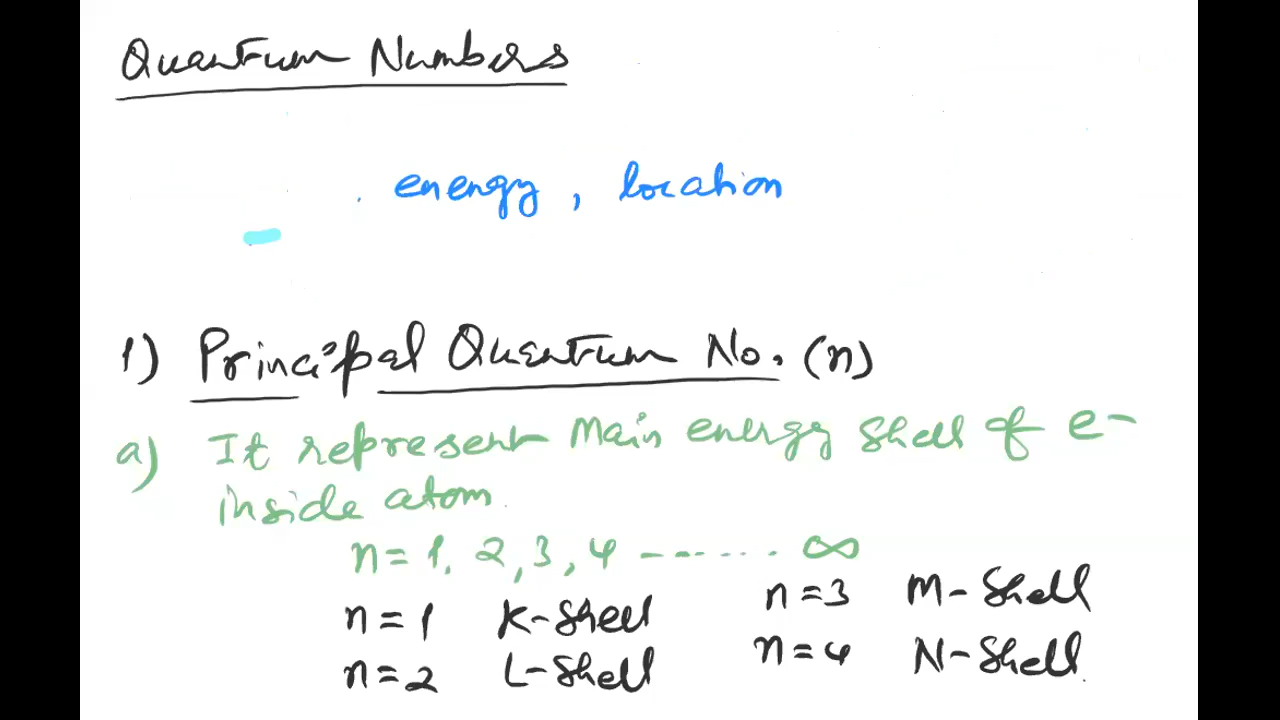 Quantum Numbers
energy, location
1) Principal Quantum No. (n)
a) It represent main energy shell of e-
inside atom.
n = 1, 2, 3, 4 ------- ∞
n = 1 K-Shell
n = 2 L-Shell
n = 3 M-Shell
n = 4 N-Shell